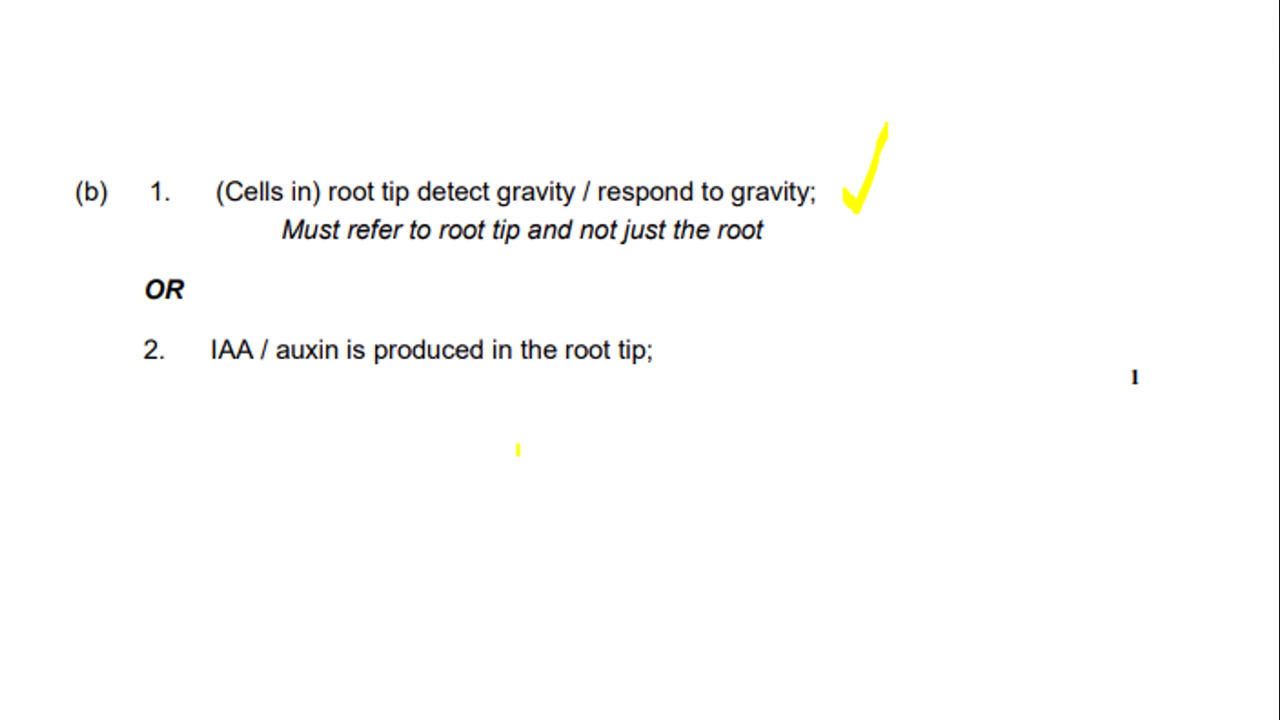 (b) 1. (Cells in) root tip detect gravity / respond to gravity;
Must refer to root tip and not just the root
OR
2. IAA / auxin is produced in the root tip;
1